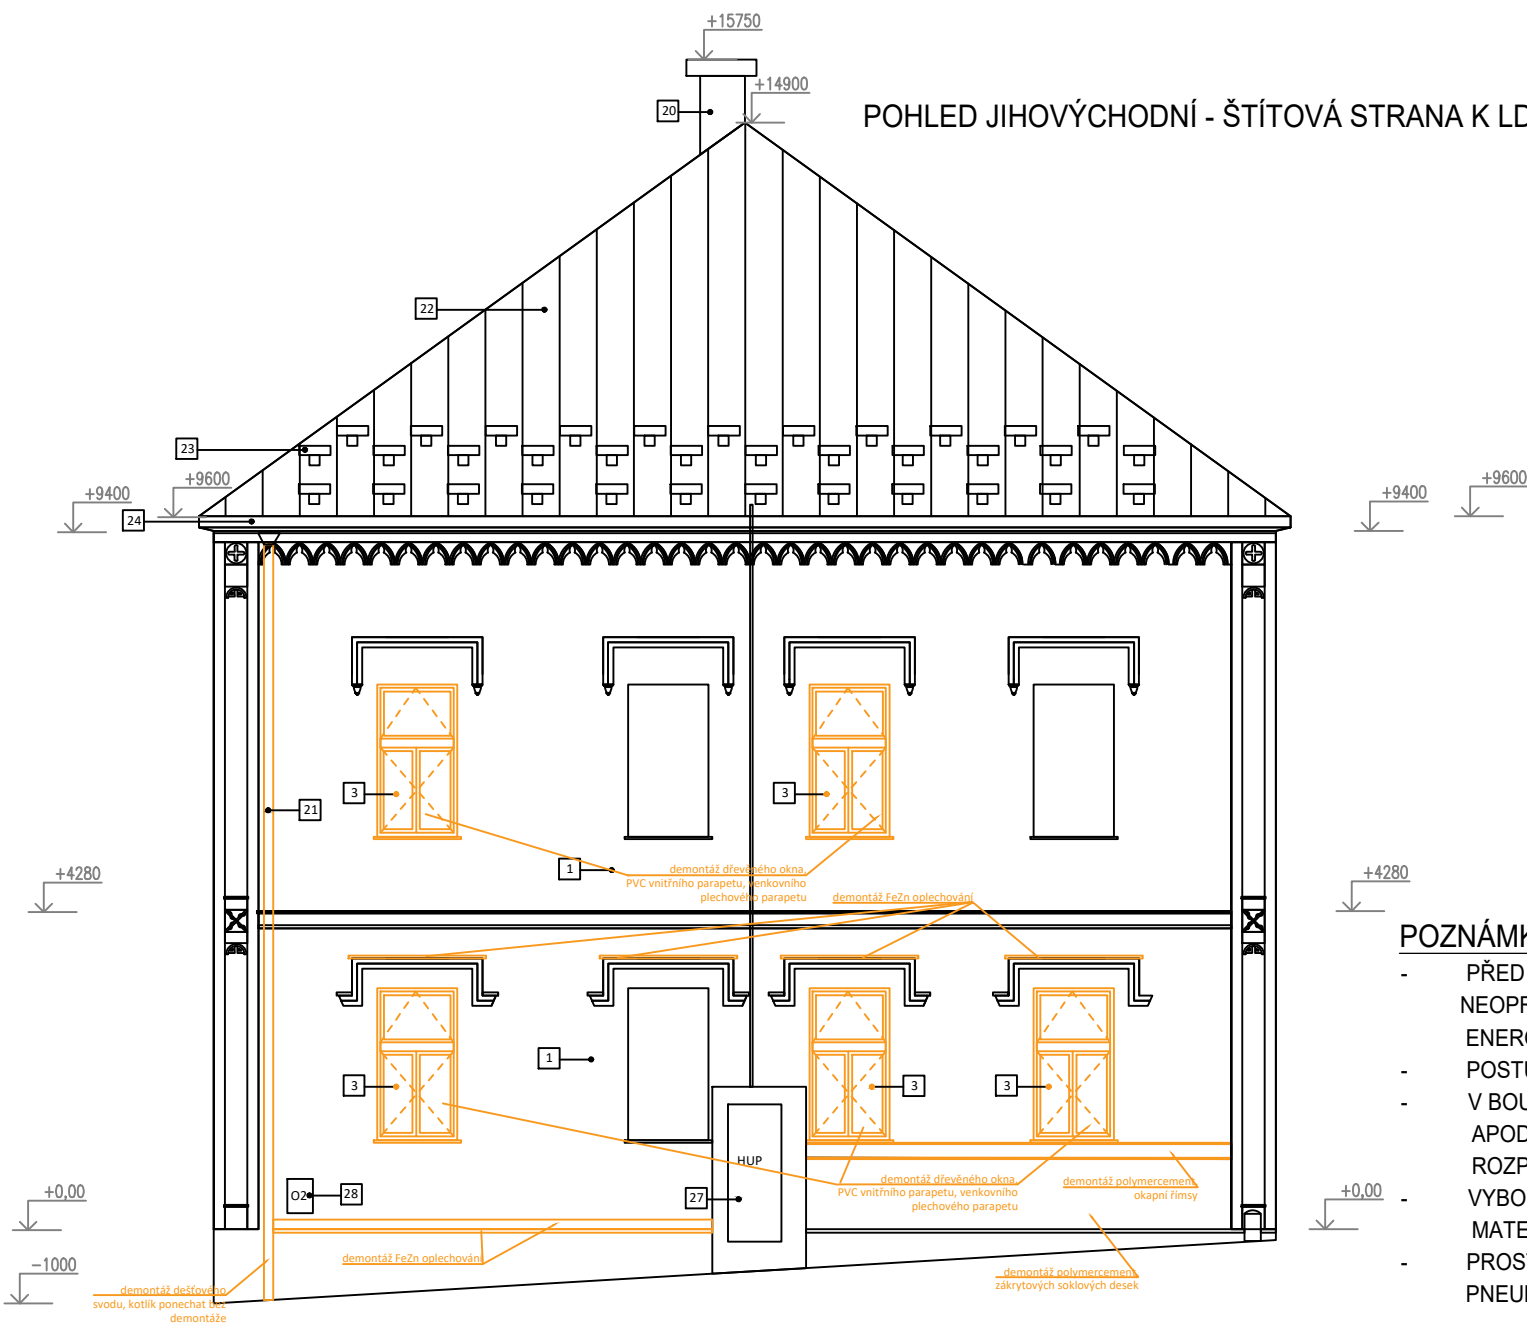 +15750
+14900
20
POHLED JIHOVÝCHODNÍ - ŠTÍTOVÁ STRANA K LD
22
23
+9600
+9400
24
+9400
+9600
3
3
21
1
demontáž dřevěného okna,
PVC vnitřního parapetu, venkovního
plechového parapetu
+4280
+4280
demontáž FeZn oplechování
POZNÁMK
- PŘED
NEOPR
ENERG
- POSTU
- V BOU
APOD
ROZP
- VYBO
MATE
- PROS
PNEU
1
3
3
3
HUP
O2
28
27
demontáž dřevěného okna,
PVC vnitřního parapetu, venkovního
plechového parapetu
demontáž polymercement.
okapní římsy
+0,00
+0,00
demontáž FeZn oplechování
-1000
demontáž dešťového
svodu, kotlík ponechat bez
demontáže
demontáž polymercement.
zákrytových soklových desek